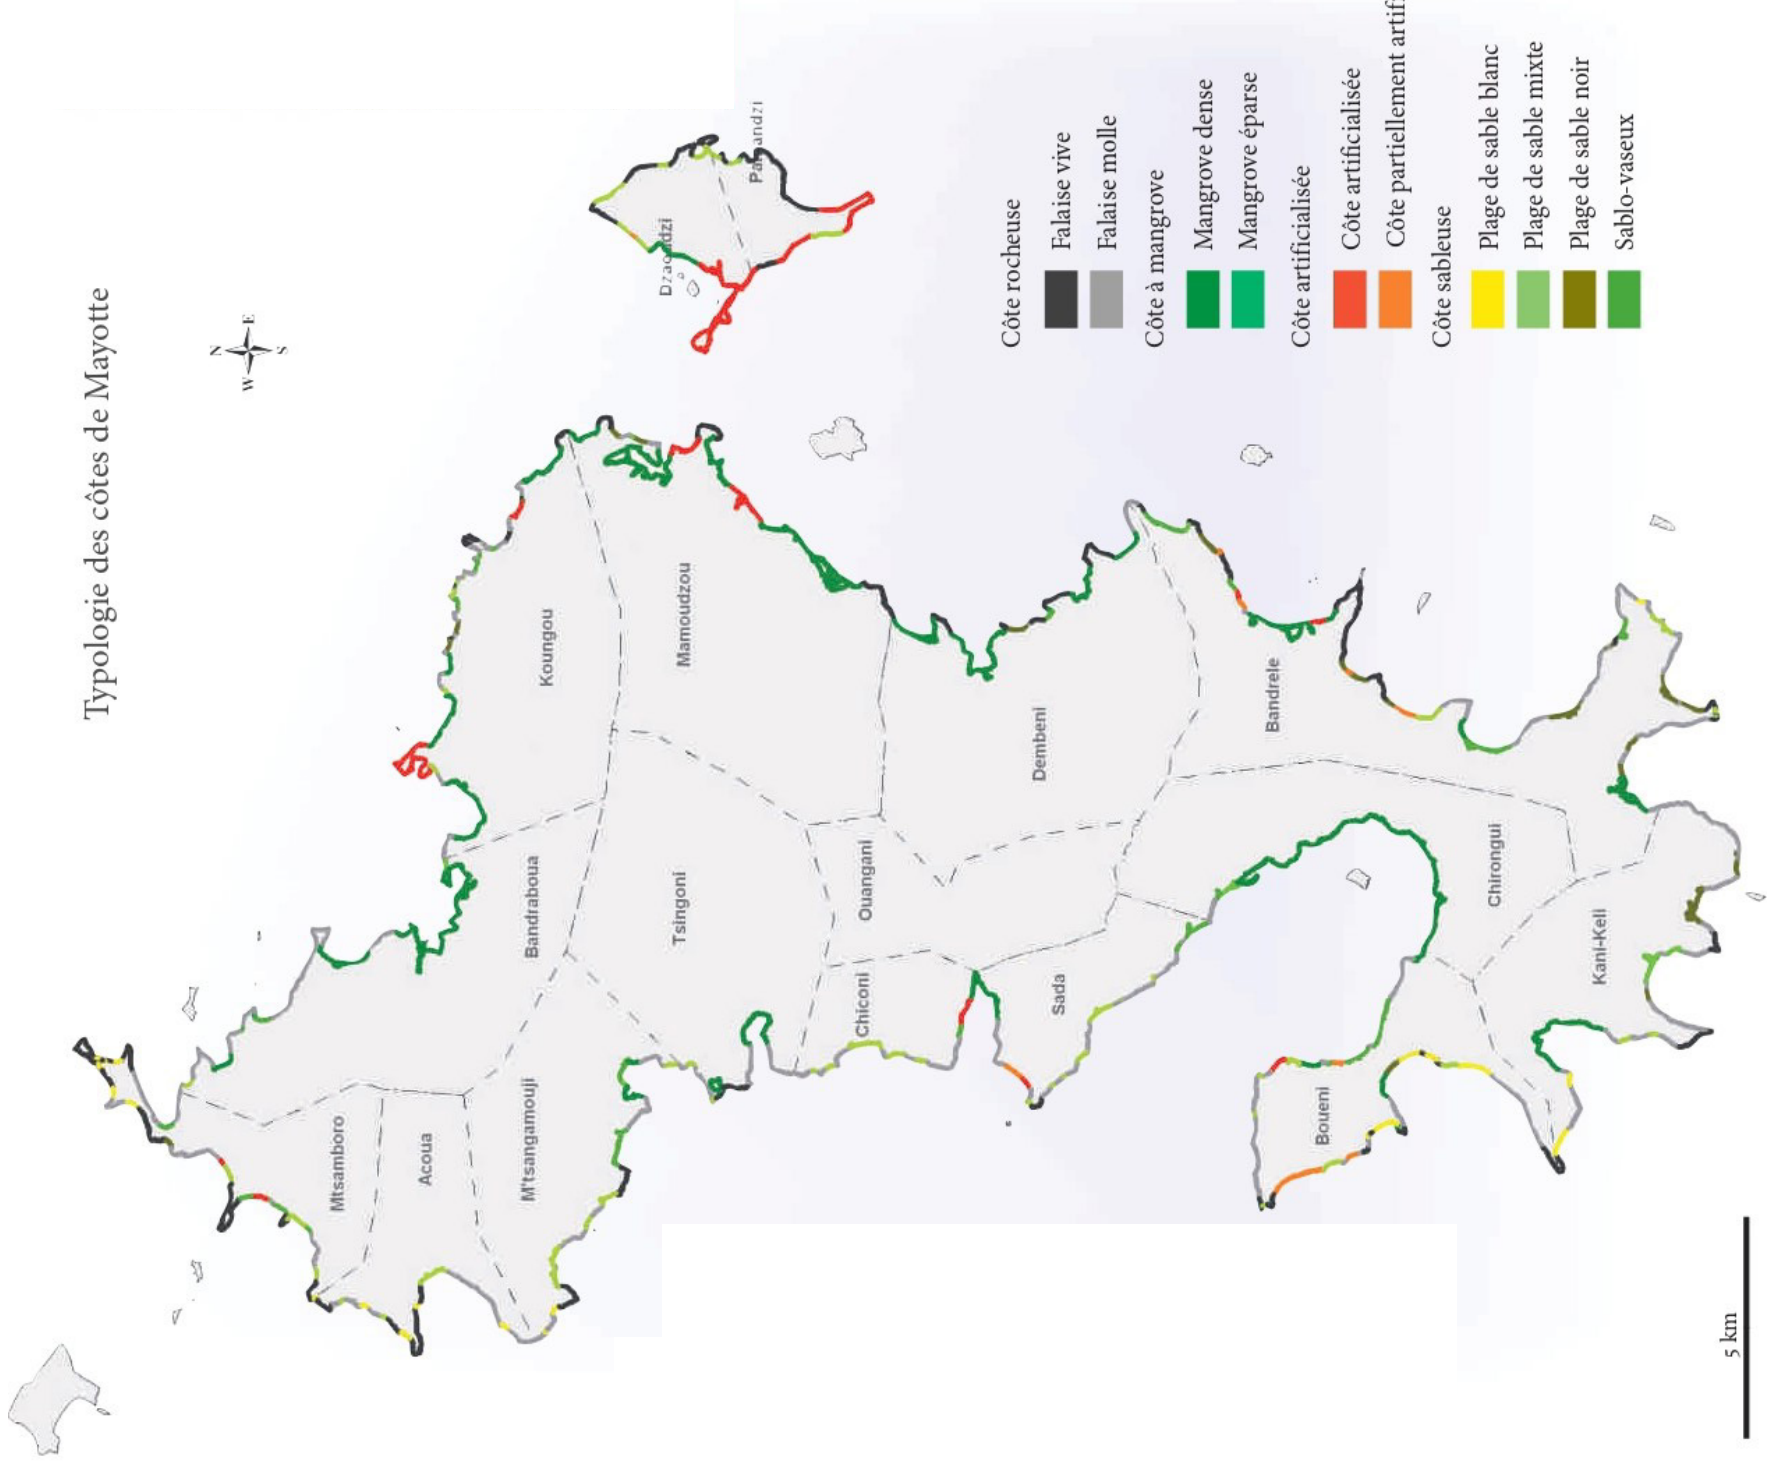 Typologie des côtes de Mayotte
N
W
E
S
Dzaoudzi
Pamandzi
Koungou
Mamoudzou
Bandraboua
Tsingoni
Mtsamboro
Acoua
M'tsangamouji
Ouangani
Chiconi
Dembeni
Sada
Bandrele
Chirongui
Boueni
Kani-Keli
Côte rocheuse
Falaise vive
Falaise molle
Côte à mangrove
Mangrove dense
Mangrove éparse
Côte artificialisée
Côte artificialisée
Côte partiellement artif
Côte sableuse
Plage de sable blanc
Plage de sable mixte
Plage de sable noir
Sablo-vaseux
5 km